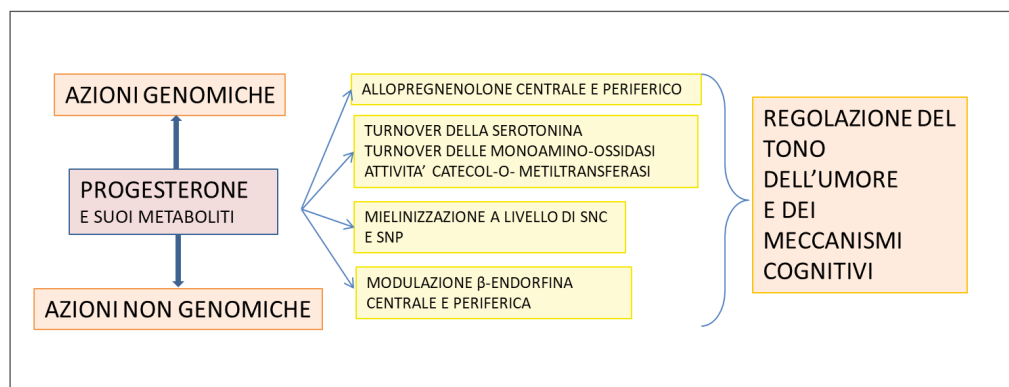 AZIONI GENOMICHE
PROGESTERONE
E SUOI METABOLITI
AZIONI NON GENOMICHE
ALLOPREGNENOLONE CENTRALE E PERIFERICO
TURNOVER DELLA SEROTONINA
TURNOVER DELLE MONOAMINO-OSSIDASI
ATTIVITA’ CATECOL-O- METILTRANSFERASI
MIELINIZZAZIONE A LIVELLO DI SNC
E SNP
MODULAZIONE β-ENDORFINA
CENTRALE E PERIFERICA
REGOLAZIONE DEL
TONO
DELL’UMORE
E DEI
MECCANISMI
COGNITIVI